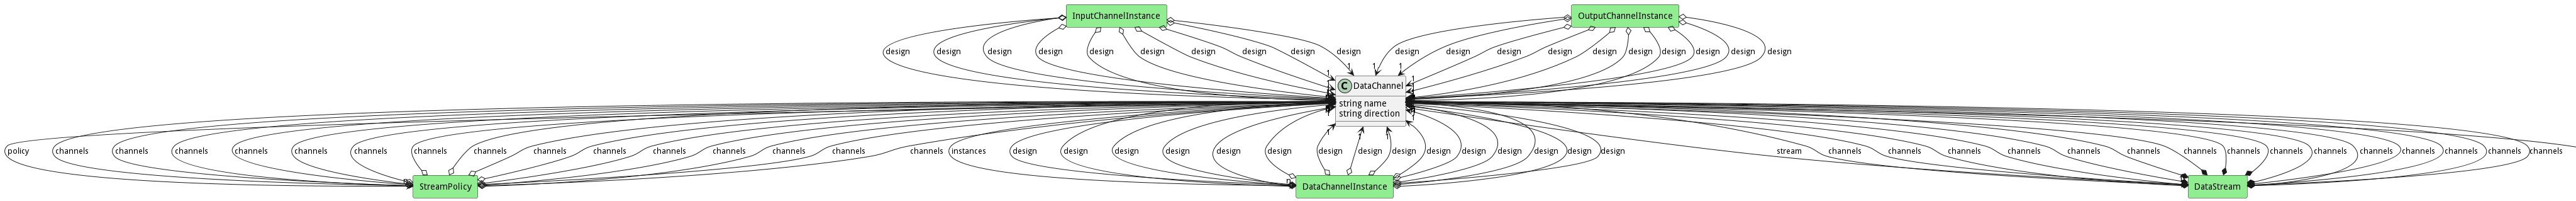 InputChannelInstance OutputChannelInstance
design design design design design design design design design design design design design design design design design design design
1 1 1 1
C DataChannel
string name
string direction
policy channels channels channels channels channels channels channels channels channels channels channels channels channels channels channels instances design design design design design design design design design design design design design design design stream channels channels channels channels channels channels channels channels channels channels channels channels channels channels channels
StreamPolicy DataChannelInstance DataStream